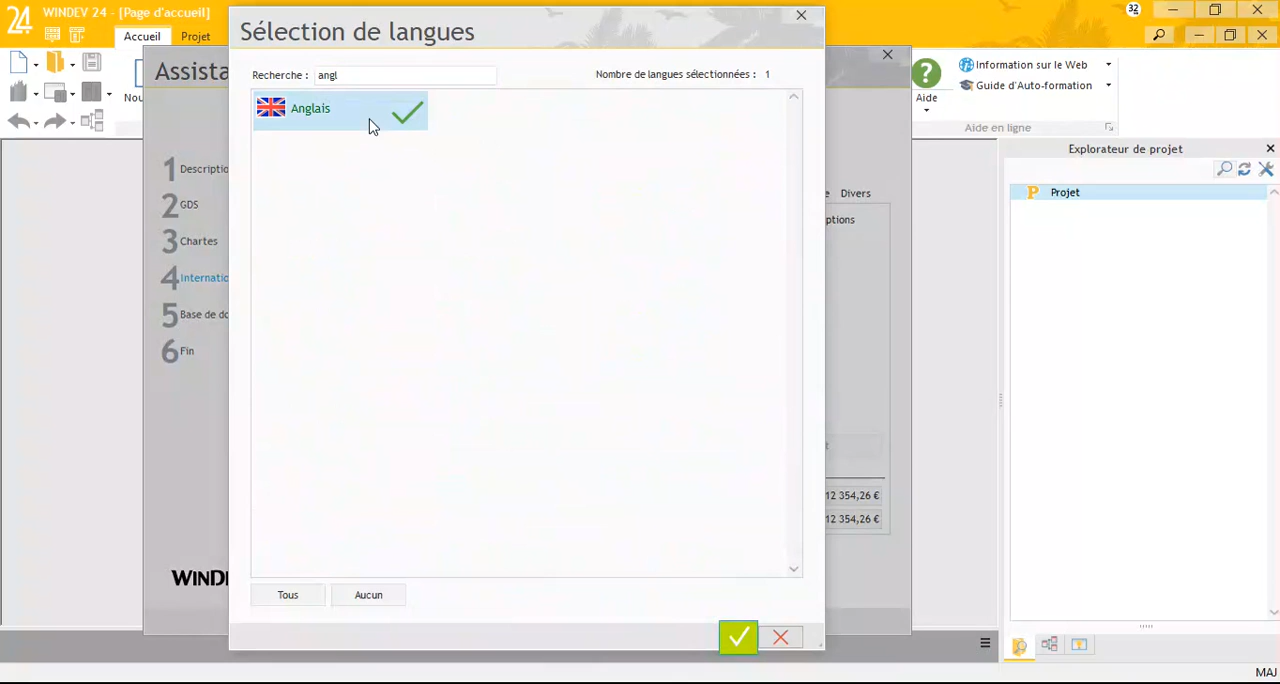 24
WINDEV 24 - [Page d'accueil]
32
Accueil
Projet
Sélection de langues
Assista
Recherche :
angl
Nombre de langues sélectionnées : 1
Anglais
Nou
Aide
Information sur le Web
Guide d'Auto-formation
Aide en ligne
Explorateur de projet
P Projet
1 Descriptio
2 GDS
3 Chartes
4 Internatio
5 Base de do
6 Fin
e Divers
ptions
t
12 354,26 €
12 354,26 €
WINDE
Tous
Aucun
MAJ